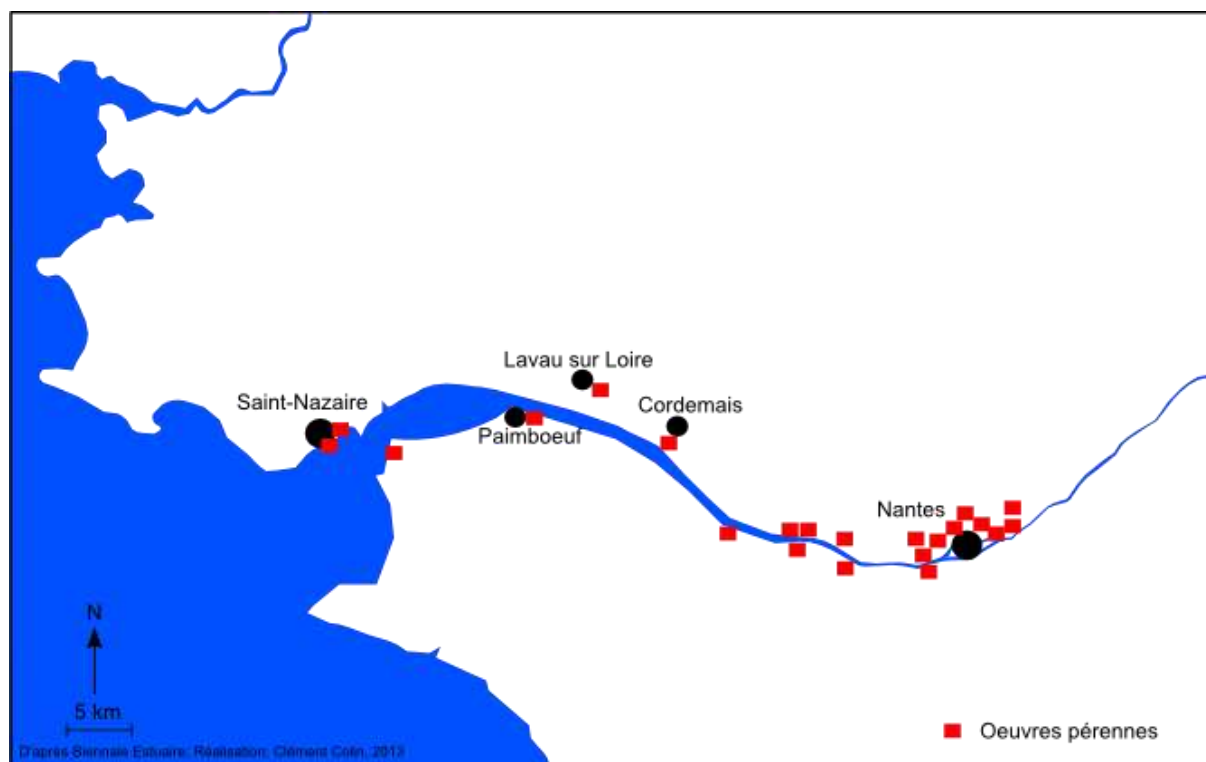 Lavau sur Loire
Saint-Nazaire
Cordemais
Paimboeuf
Nantes
N
5 km
Oeuvres pérennes
D'après Biennale Estuaire; Réalisation; Clément Colin, 2013